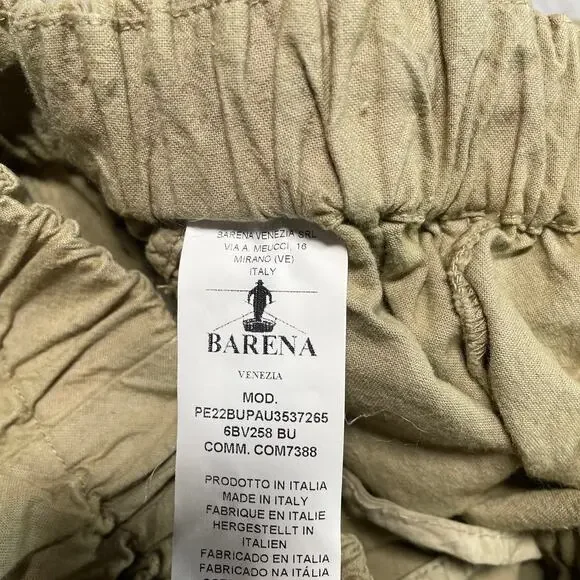 BARENA VENEZIA SRL
VIA A. MEUCCI, 16
MIRANO (VE)
ITALY
BARENA
VENEZIA
MOD.
PE22BUPAU3537265
6BV258 BU
COMM. COM7388
PRODOTTO IN ITALIA
MADE IN ITALY
FABRIQUE EN ITALIE
HERGESTELLT IN
ITALIEN
FABRICADO EN ITALIA
FABRICADO NA ITÁLIA